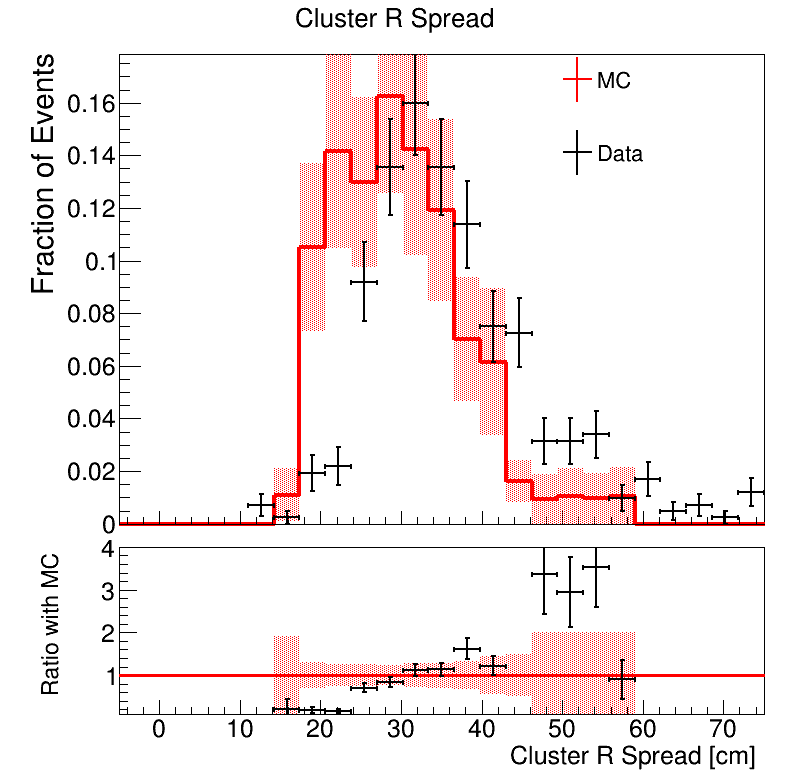 Cluster R Spread
Fraction of Events
0.16
0.14
0.12
0.1
0.08
0.06
0.04
0.02
0
MC
Data
Ratio with MC
4
3
2
1
0 10 20 30 40 50 60 70
Cluster R Spread [cm]